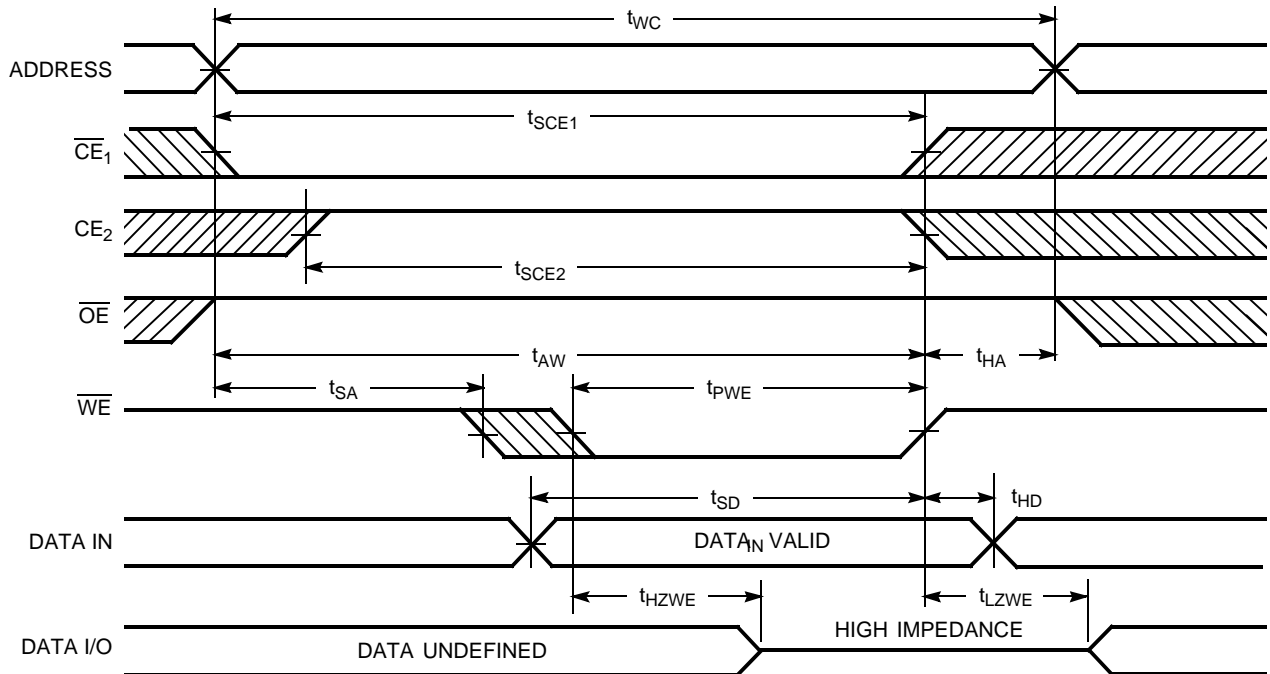 tWC
ADDRESS
tSCE1
CE1
CE2
tSCE2
OE
tAW
tHA
tSA
tPWE
WE
tSD
tHD
DATA IN
DATAIN VALID
tHZWE
tLZWE
HIGH IMPEDANCE
DATA I/O
DATA UNDEFINED